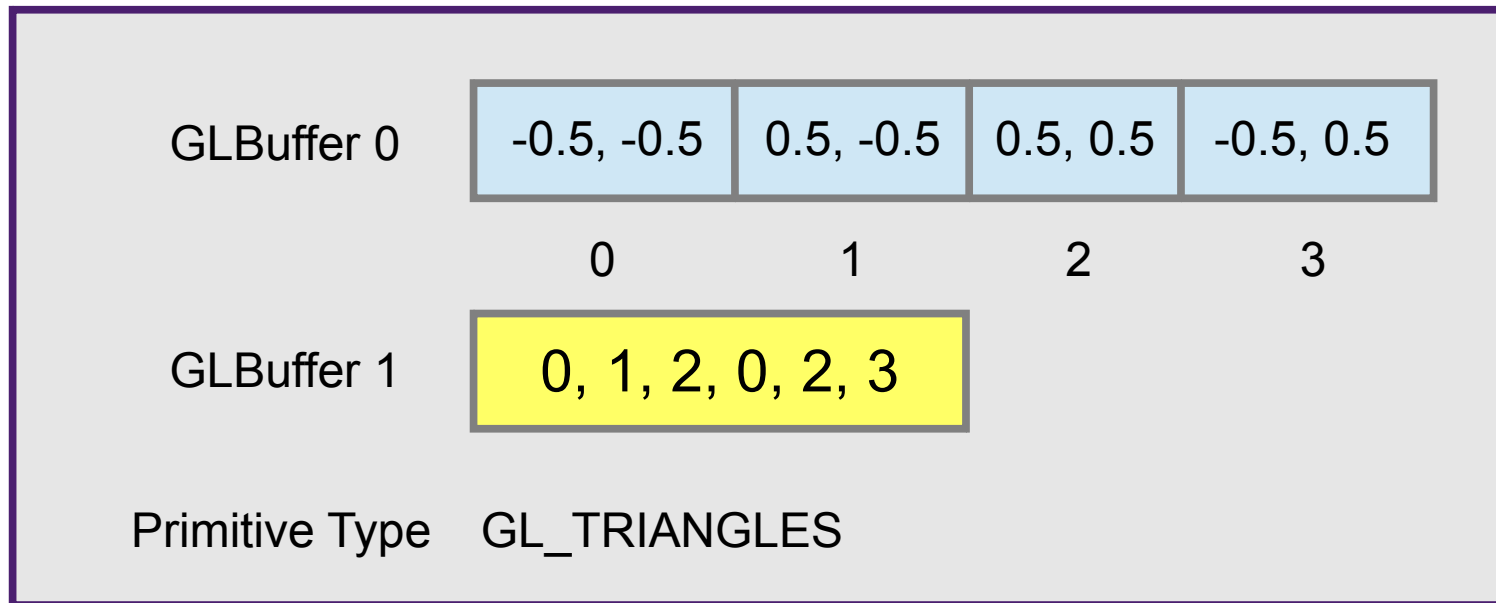 GLBuffer 0 -0.5, -0.5 0.5, -0.5 0.5, 0.5 -0.5, 0.5
0 1 2 3
GLBuffer 1 0, 1, 2, 0, 2, 3
Primitive Type GL_TRIANGLES